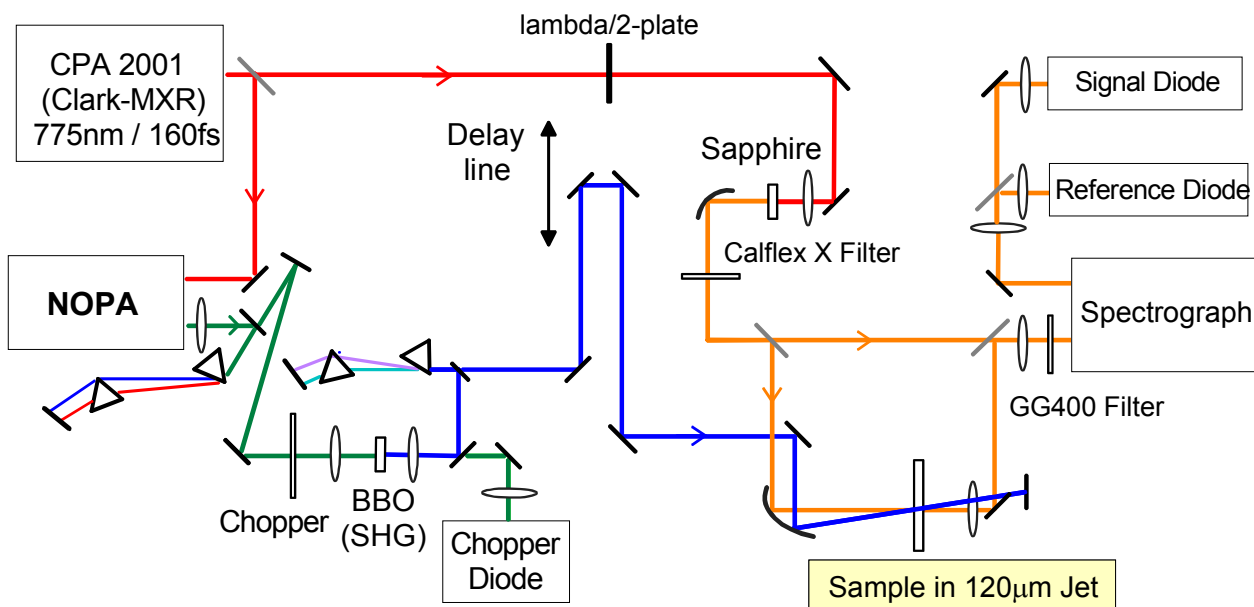 lambda/2-plate
CPA 2001
(Clark-MXR)
775nm / 160fs
Signal Diode
Delay
line
Sapphire
Reference Diode
Calflex X Filter
NOPA
Spectrograph
GG400 Filter
BBO
(SHG)
Chopper
Chopper
Diode
Sample in 120μm Jet